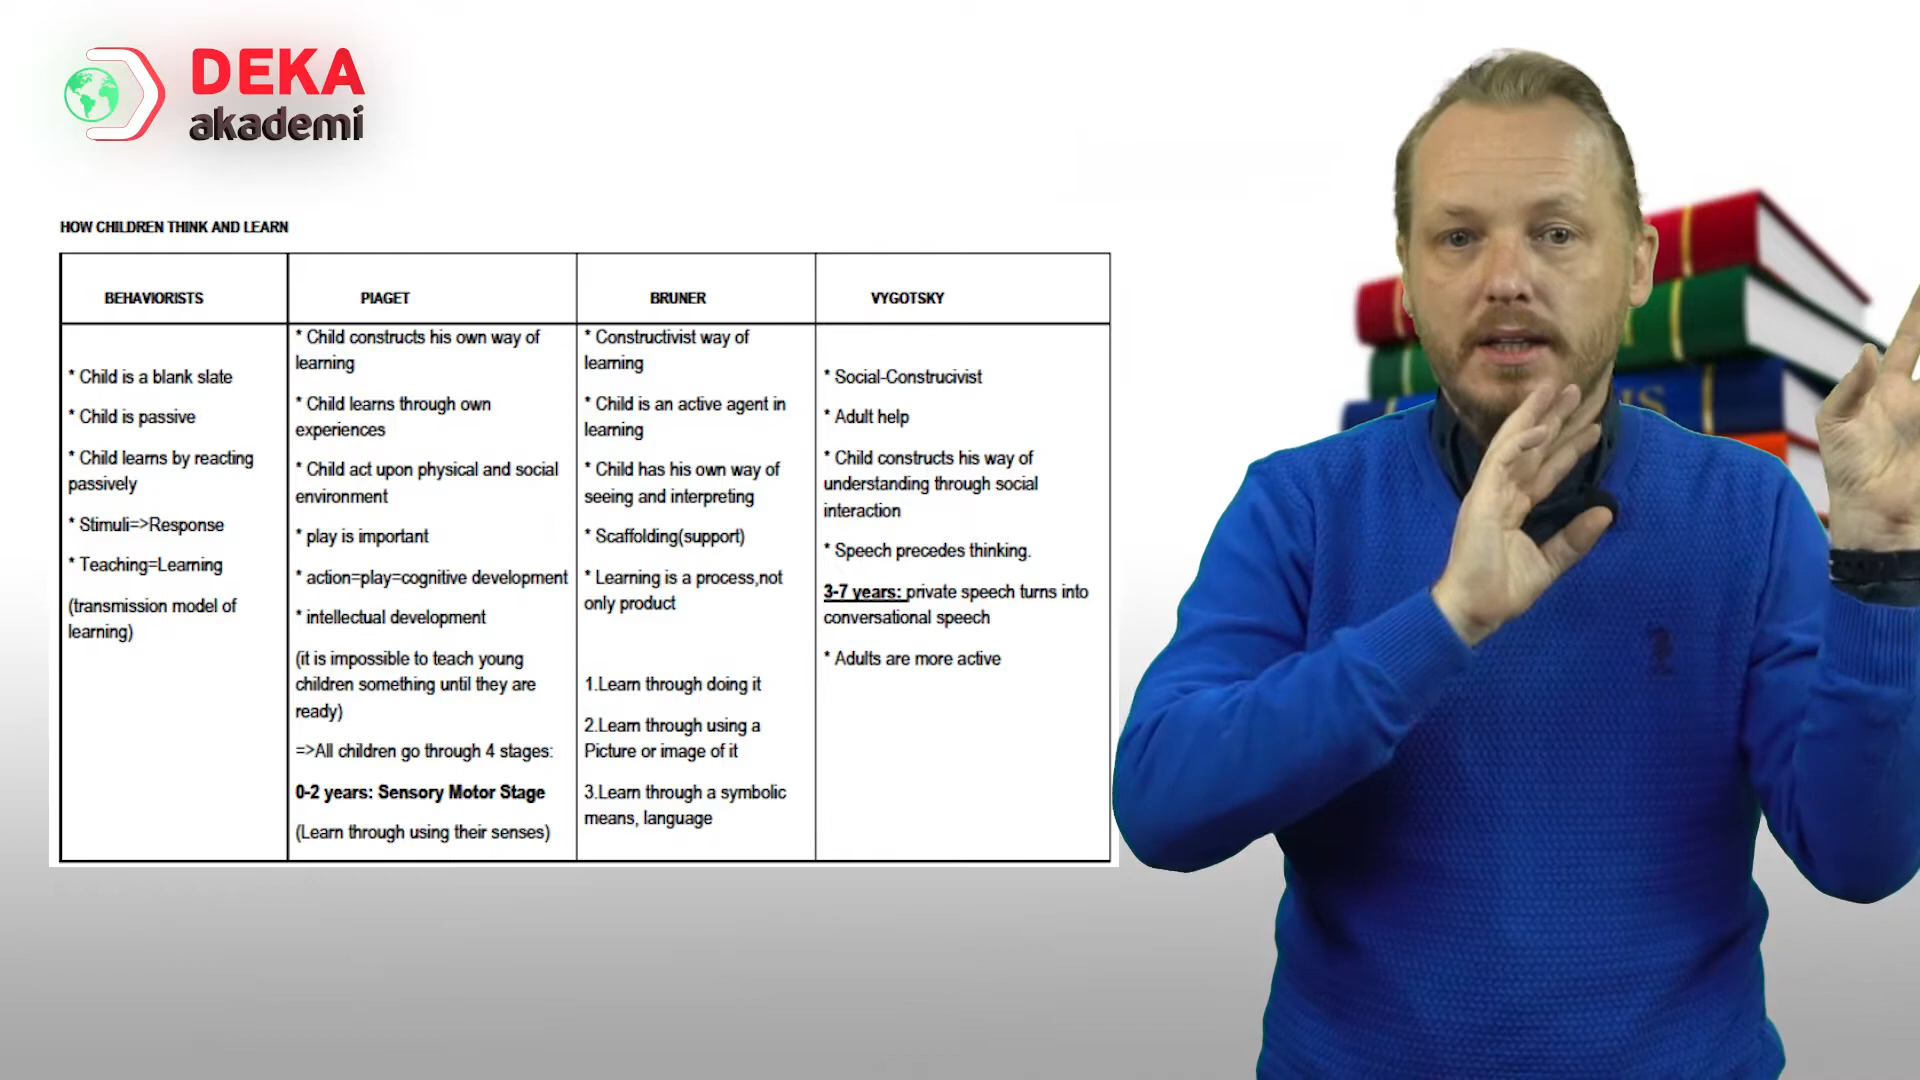 DEKA
akademi
HOW CHILDREN THINK AND LEARN
BEHAVIORISTS
* Child is a blank slate
* Child is passive
* Child learns by reacting
passively
* Stimuli=>Response
* Teaching=Learning
(transmission model of
learning)
PIAGET
* Child constructs his own way of
learning
* Child learns through own
experiences
* Child act upon physical and social
environment
* play is important
* action=play=cognitive development
* intellectual development
(it is impossible to teach young
children something until they are
ready)
=>All children go through 4 stages:
0-2 years: Sensory Motor Stage
(Learn through using their senses)
BRUNER
* Constructivist way of
learning
* Child is an active agent in
learning
* Child has his own way of
seeing and interpreting
* Scaffolding(support)
* Learning is a process,not
only product
1.Learn through doing it
2.Learn through using a
Picture or image of it
3.Learn through a symbolic
means, language
VYGOTSKY
* Social-Construcivist
* Adult help
* Child constructs his way of
understanding through social
interaction
* Speech precedes thinking.
3-7 years: private speech turns into
conversational speech
* Adults are more active